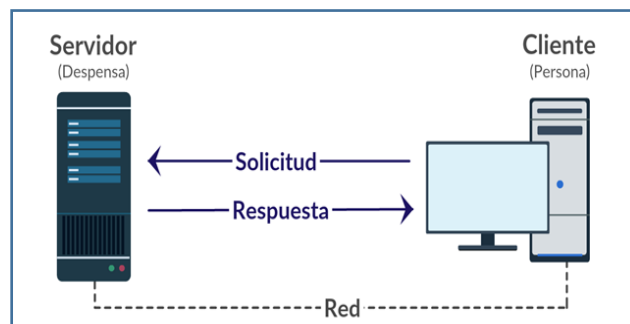 Servidor
(Despensa)
Cliente
(Persona)
Solicitud
Respuesta
Red